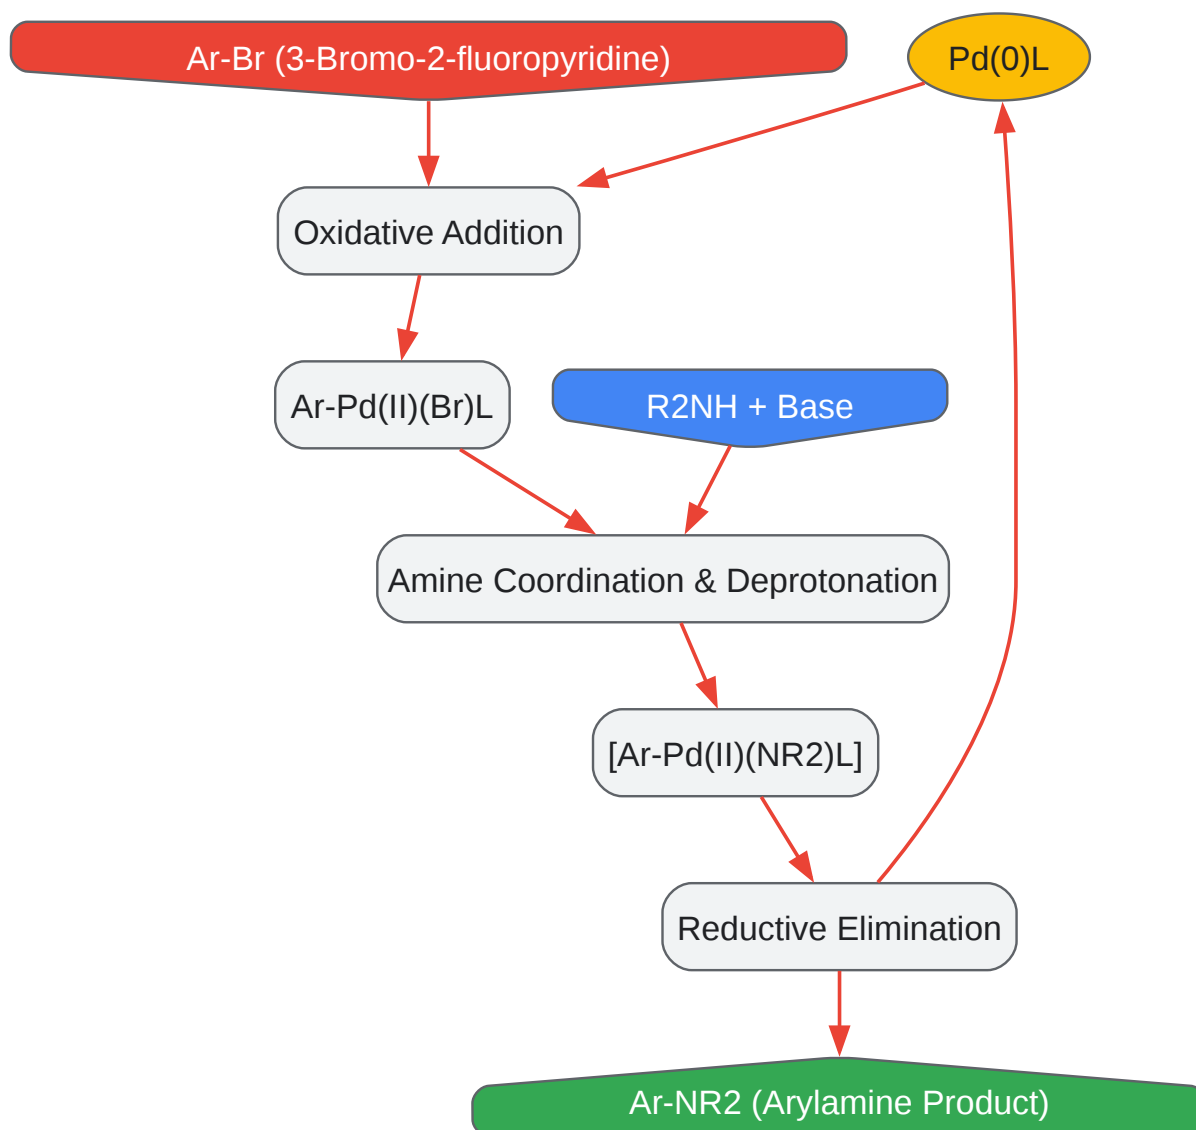 Ar-Br (3-Bromo-2-fluoropyridine)
Pd(0)L
Oxidative Addition
Ar-Pd(II)(Br)L
R2NH + Base
Amine Coordination & Deprotonation
[Ar-Pd(II)(NR2)L]
Reductive Elimination
Ar-NR2 (Arylamine Product)